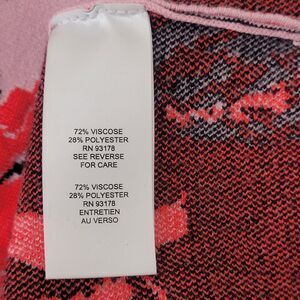 72% VISCOSE
28% POLYESTER
RN 93178
SEE REVERSE
FOR CARE
72% VISCOSE
28% POLYESTER
RN 93178
ENTRETIEN
AU VERSO